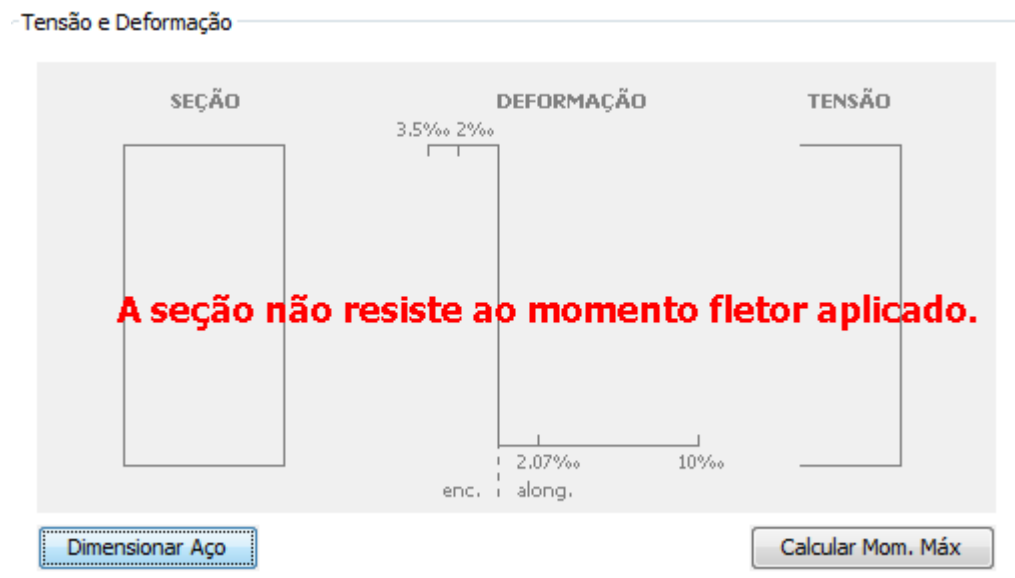 Tensão e Deformação
SEÇÃO DEFORMAÇÃO TENSÃO
3.5‰ 2‰
A seção não resiste ao momento fletor aplicado.
2.07‰ 10‰
enc. along.
Dimensionar Aço Calcular Mom. Máx